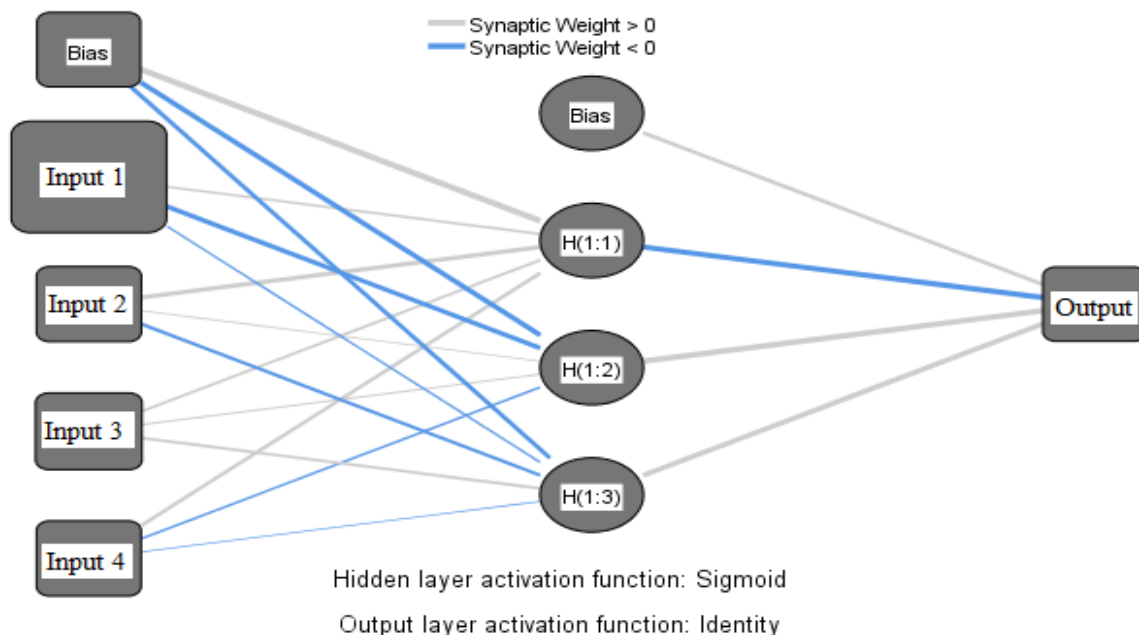 Synaptic Weight > 0
Synaptic Weight < 0
Bias
Input 1
Input 2
Input 3
Input 4
Bias
H(1:1)
H(1:2)
H(1:3)
Output
Hidden layer activation function: Sigmoid
Output layer activation function: Identity